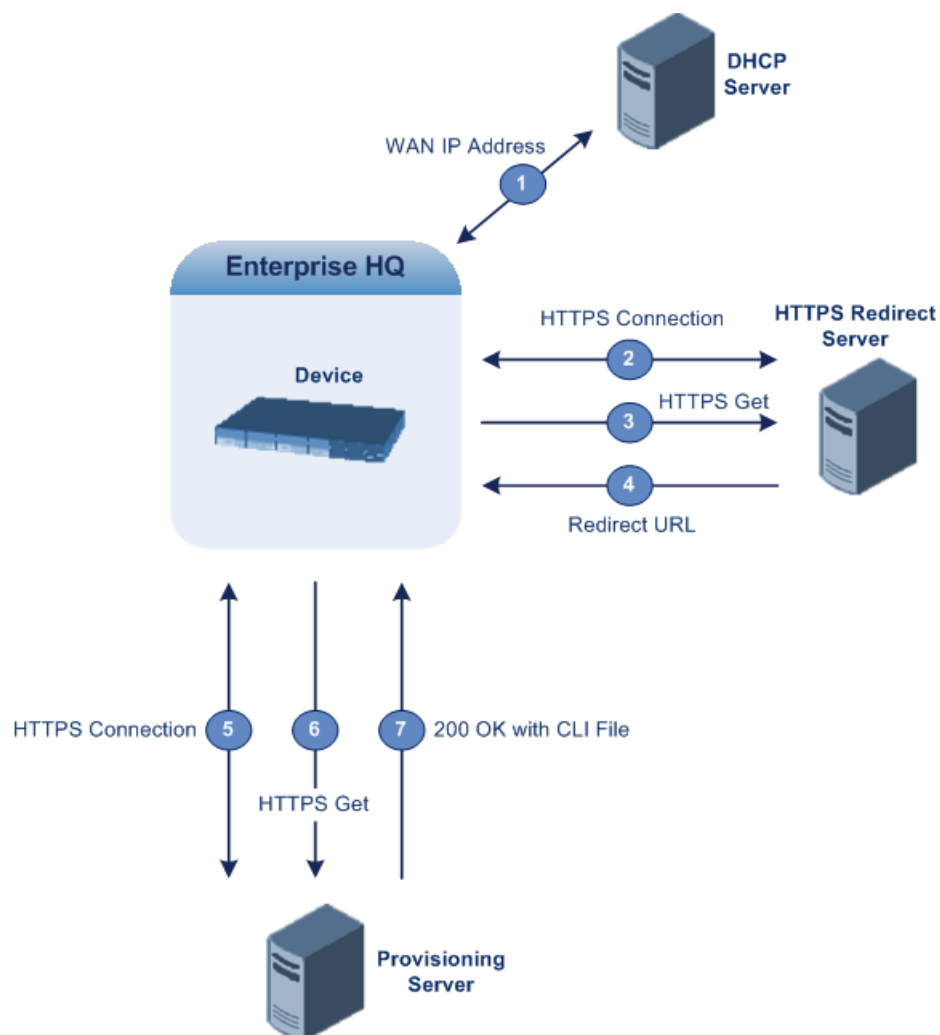 DHCP
Server
WAN IP Address
1
Enterprise HQ
Device
HTTPS Redirect
Server
HTTPS Connection
2
HTTPS Get
3
4
Redirect URL
HTTPS Connection
5
6
7
200 OK with CLI File
HTTPS Get
Provisioning
Server